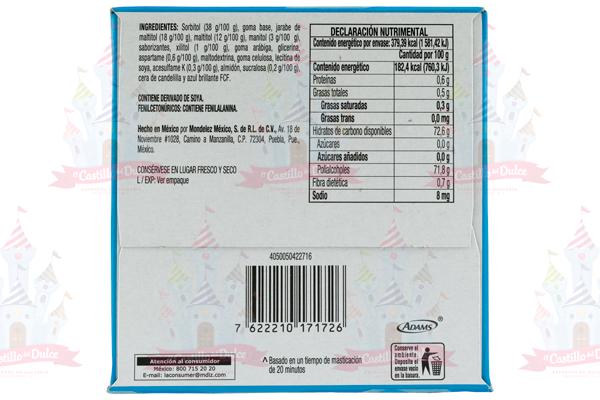 INGREDIENTES: Sorbitol (38 g/100 g), goma base, jarabe de
maltitol (18 g/100 g), maltitol (12 g/100 g), manitol (3 g/100 g),
saborizantes, xilitol (1 g/100 g), goma arábiga, glicerina,
aspartame (0,6 g/100 g), maltodextrina, goma celulosa, lecitina de
soya, acesulfame K (0,3 g/100 g), almidón, sucralosa (0,2 g/100 g),
cera de candelilla y azul brillante FCF.
CONTIENE DERIVADO DE SOYA.
FENILCETONÚRICOS: CONTIENE FENILALANINA.
Hecho en México por Mondelez México, S. de R.L. de C.V., Av. 18 de
Noviembre #1028, Camino a Manzanilla, C.P. 72304, Puebla, Pue.,
México.
CONSÉRVESE EN LUGAR FRESCO Y SECO
L / EXP: Ver empaque
DECLARACIÓN NUTRIMENTAL
Contenido energético por envase: 379,39 kcal (1 581,42 kJ)
Cantidad por 100 g
Contenido energético 182,4 kcal (760,3 kJ)
Proteínas 0,6 g
Grasas totales 0,5 g
Grasas saturadas 0,3 g
Grasas trans 0,0 mg
Hidratos de carbono disponibles 72,6 g
Azúcares 0,0 g
Azúcares añadidos 0,0 g
Polialcoholes 71,8 g
Fibra dietética 0,7 g
Sodio 8 mg
4050050422716
7 622210 171726
ADAMS®
Atención al consumidor
México: 800 715 20 20
E-mail: laconsumer@mdlz.com
^ Basado en un tiempo de masticación
de 20 minutos
Conserve el
ambiente.
Deposite el
envase vacío
en la basura.
El Castillo del Dulce